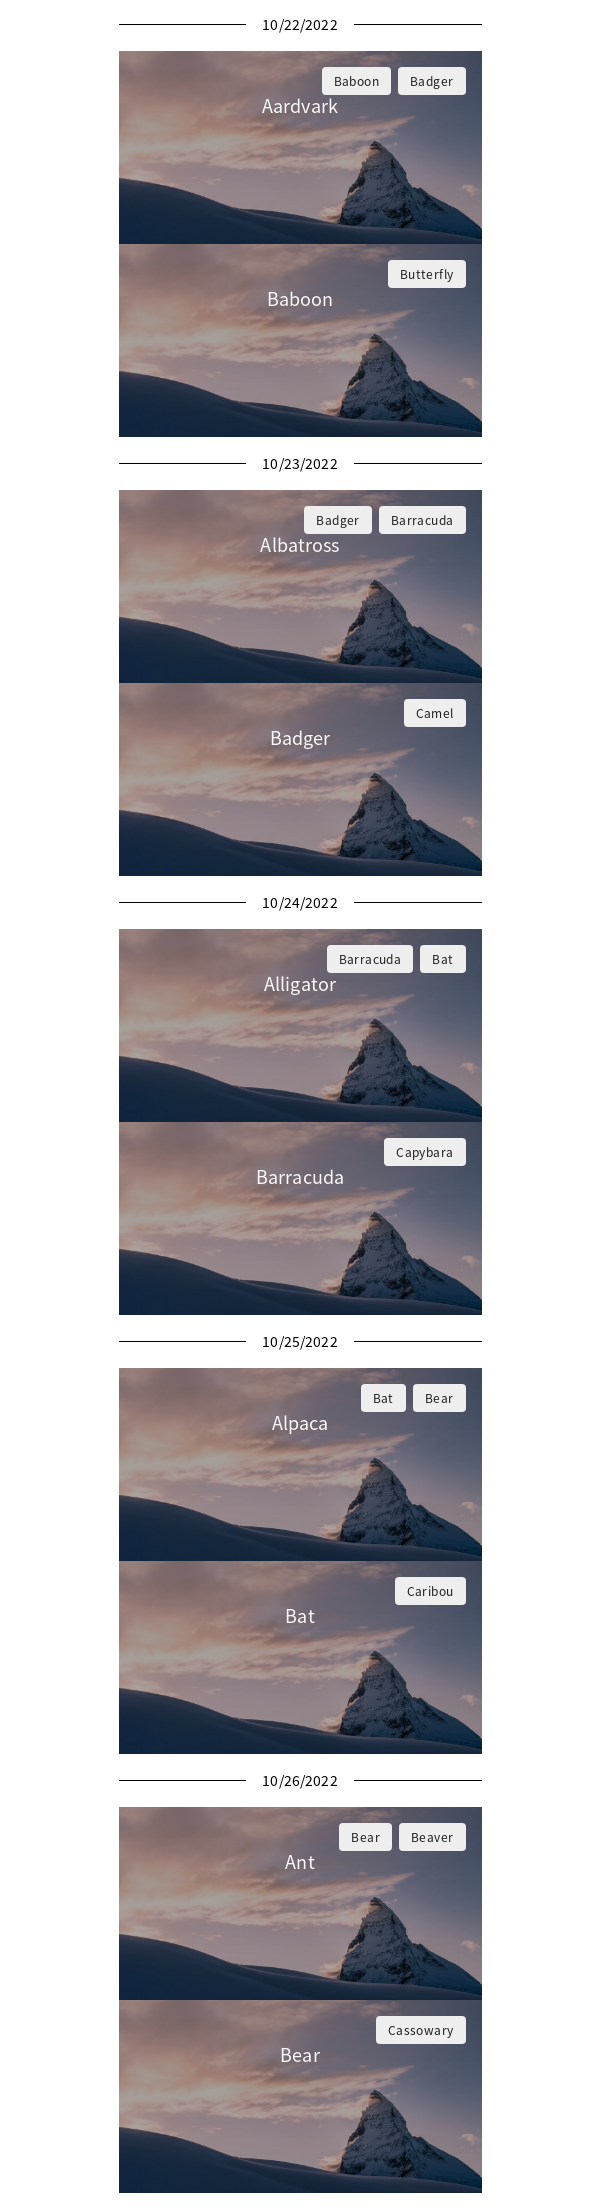 10/22/2022
Baboon Badger
Aardvark
Butterfly
Baboon
10/23/2022
Badger Barracuda
Albatross
Camel
Badger
10/24/2022
Barracuda Bat
Alligator
Capybara
Barracuda
10/25/2022
Bat Bear
Alpaca
Caribou
Bat
10/26/2022
Bear Beaver
Ant
Cassowary
Bear